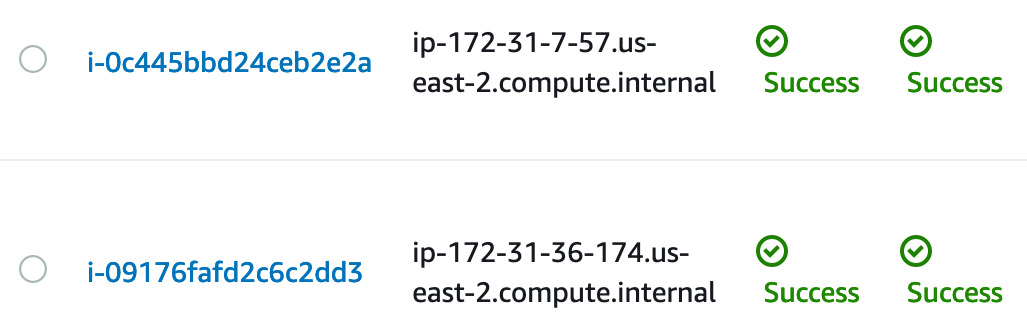 i-0c445bbd24ceb2e2a
ip-172-31-7-57.us-
east-2.compute.internal
Success
Success
i-09176fafd2c6c2dd3
ip-172-31-36-174.us-
east-2.compute.internal
Success
Success